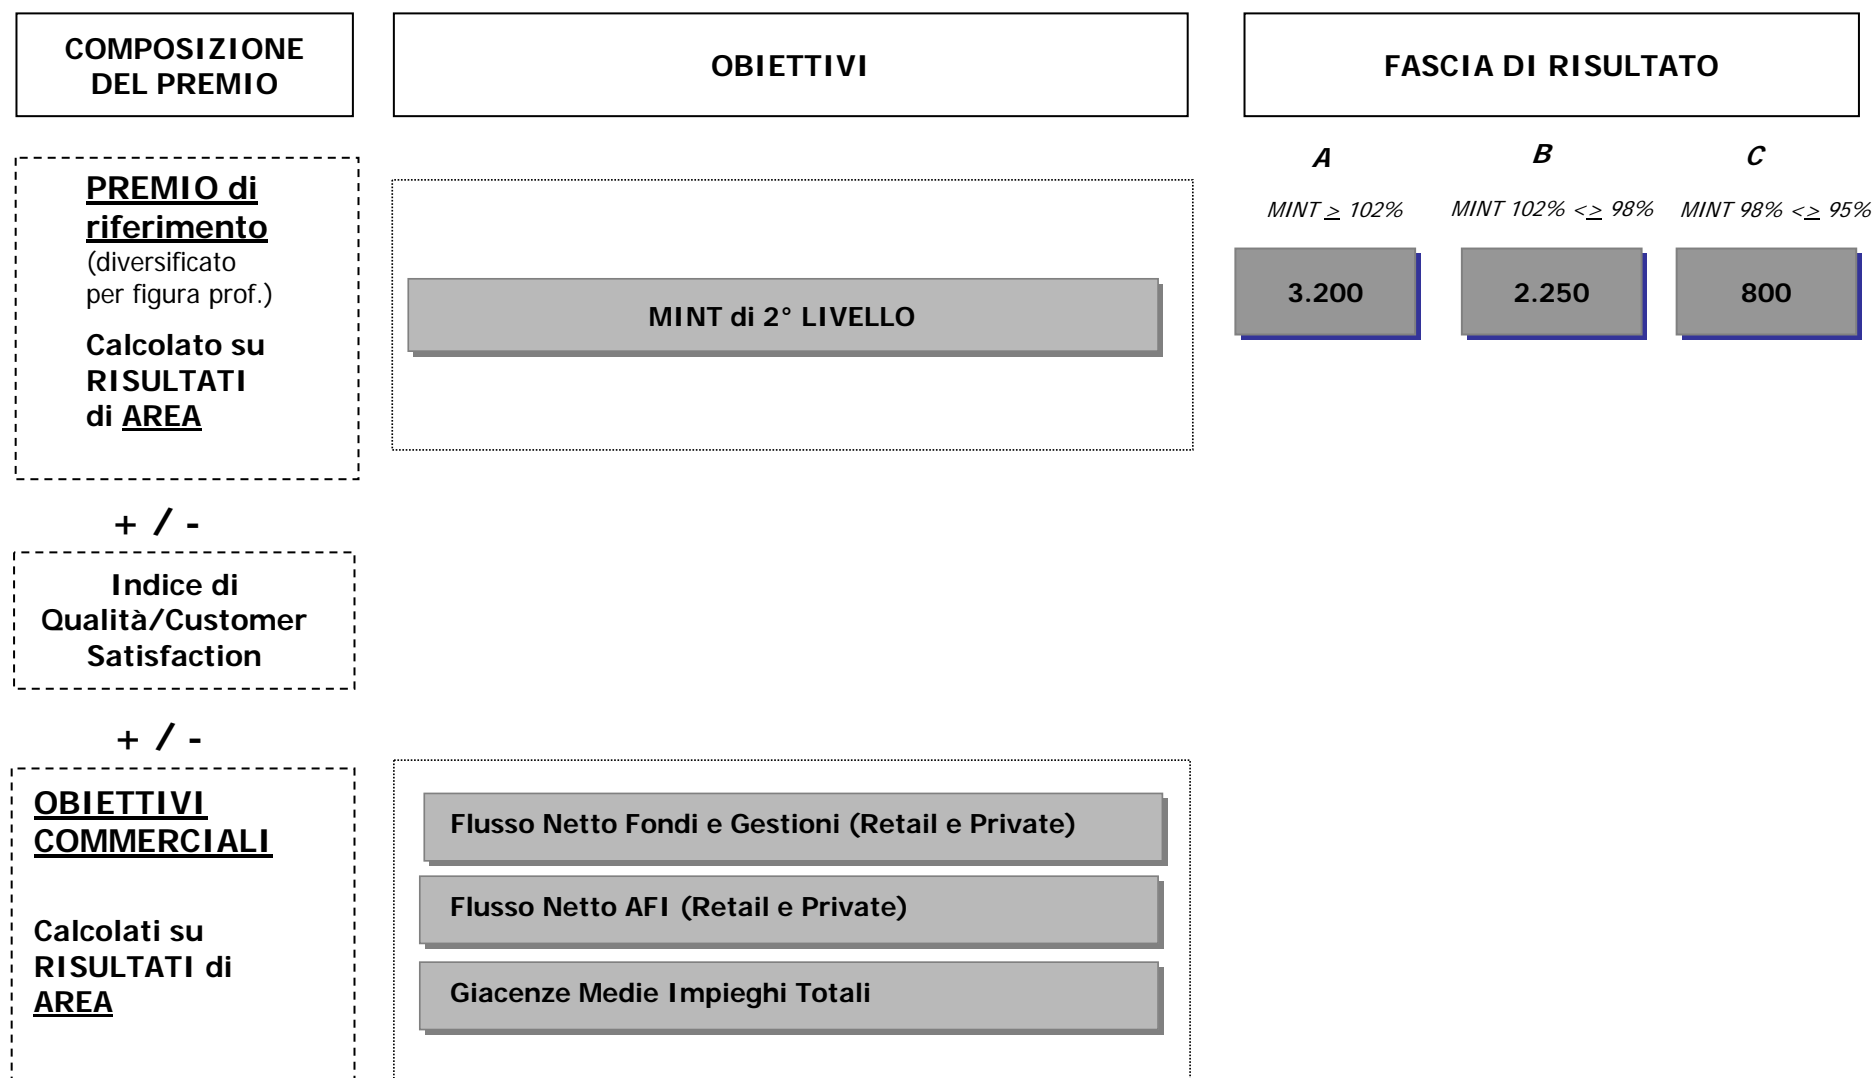 COMPOSIZIONE
DEL PREMIO
OBIETTIVI
FASCIA DI RISULTATO
A
B
C
MINT ≥ 102%
MINT 102% <≥ 98%
MINT 98% <≥ 95%
PREMIO di
riferimento
(diversificato
per figura prof.)
Calcolato su
RISULTATI
di AREA
MINT di 2° LIVELLO
3.200
2.250
800
+ / -
Indice di
Qualità/Customer
Satisfaction
+ / -
OBIETTIVI
COMMERCIALI
Calcolati su
RISULTATI di
AREA
Flusso Netto Fondi e Gestioni (Retail e Private)
Flusso Netto AFI (Retail e Private)
Giacenze Medie Impieghi Totali